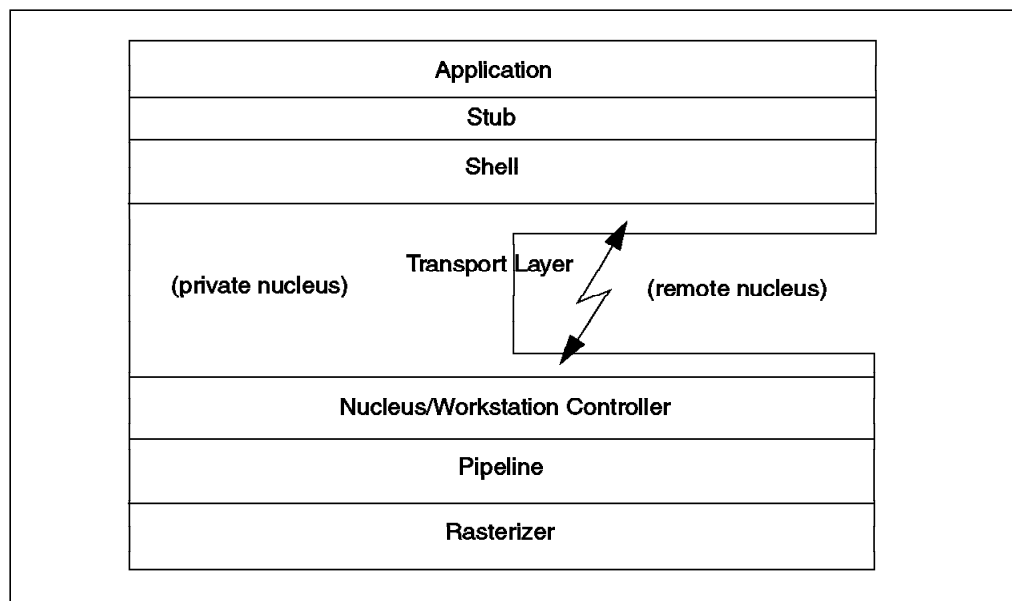 Application
Stub
Shell
Transport Layer
(private nucleus)
(remote nucleus)
Nucleus/Workstation Controller
Pipeline
Rasterizer